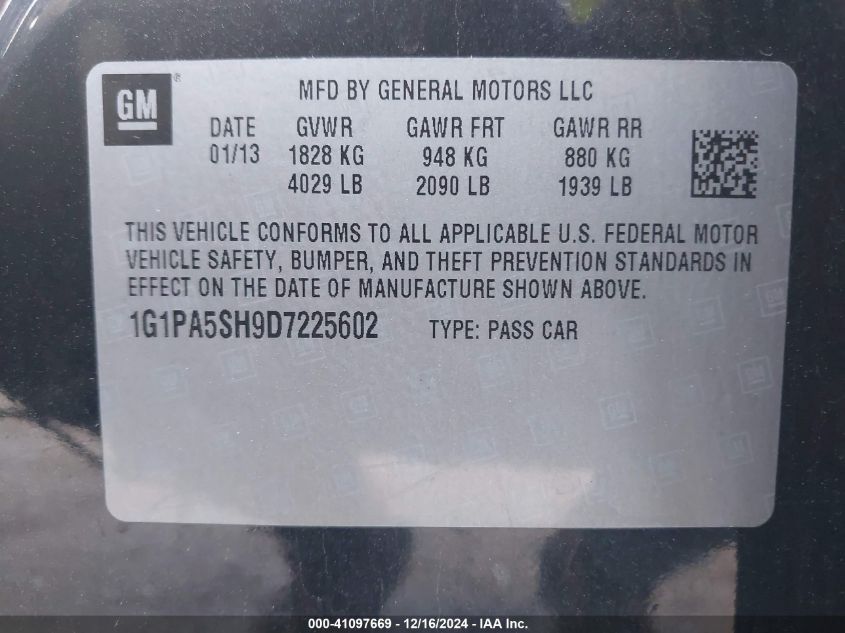 GM®
MFD BY GENERAL MOTORS LLC
DATE GVWR GAWR FRT GAWR RR
01/13 1828 KG 948 KG 880 KG
4029 LB 2090 LB 1939 LB
THIS VEHICLE CONFORMS TO ALL APPLICABLE U.S. FEDERAL MOTOR
VEHICLE SAFETY, BUMPER, AND THEFT PREVENTION STANDARDS IN
EFFECT ON THE DATE OF MANUFACTURE SHOWN ABOVE.
1G1PA5SH9D7225602 TYPE: PASS CAR
000-41097669 - 12/16/2024 - IAA Inc.